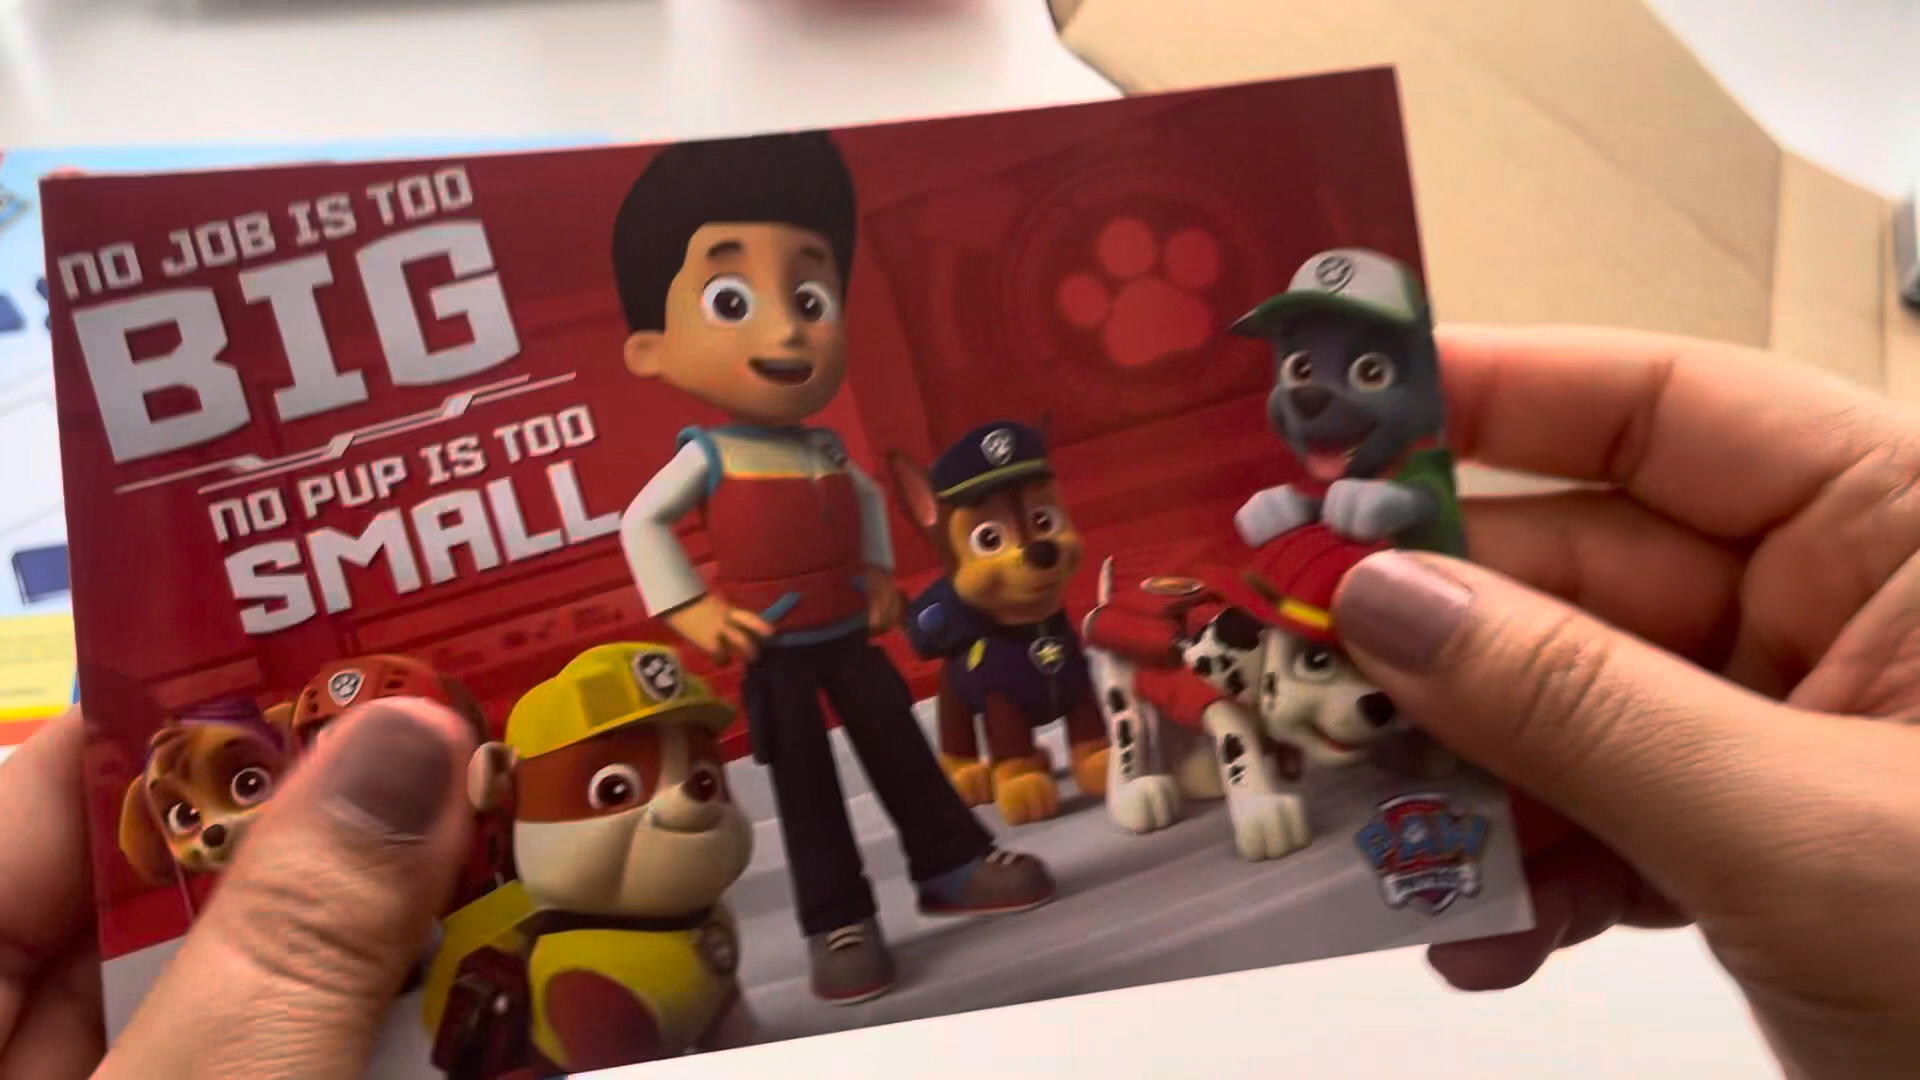 NO JOB IS TOO
BIG
NO PUP IS TOO
SMALL
PAW
PATROL